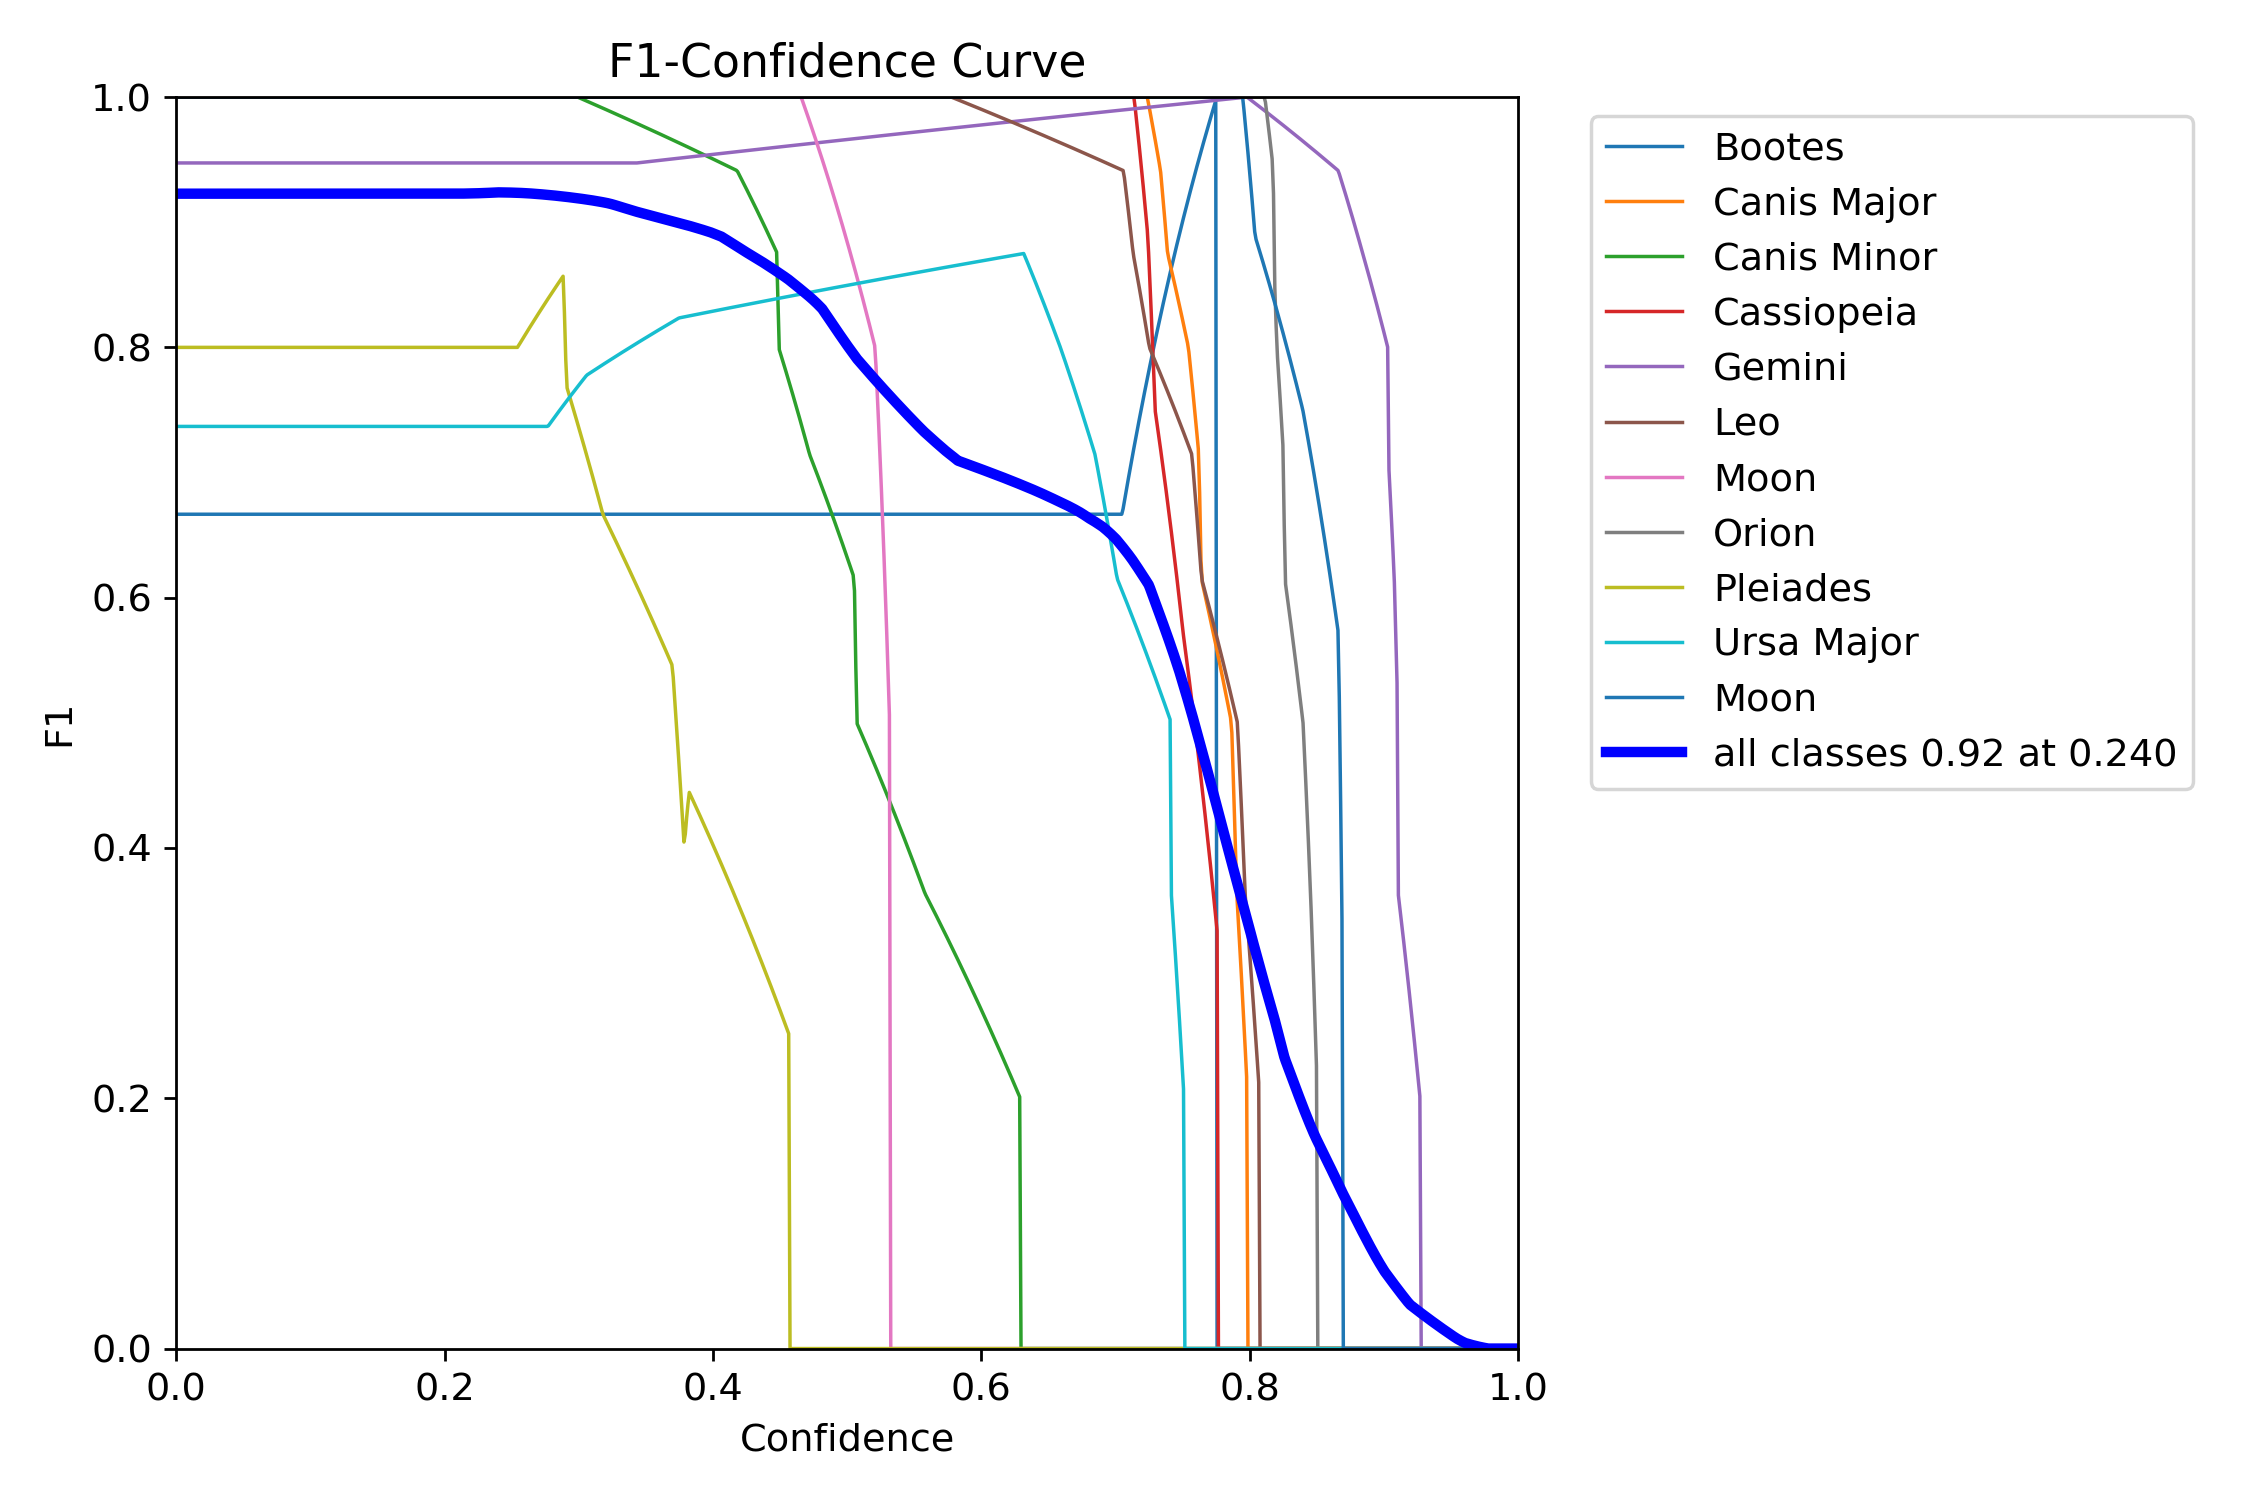 F1-Confidence Curve
1.0
0.8
0.6
0.4
0.2
0.0
F1
0.0 0.2 0.4 0.6 0.8 1.0
Confidence
Bootes
Canis Major
Canis Minor
Cassiopeia
Gemini
Leo
Moon
Orion
Pleiades
Ursa Major
Moon
all classes 0.92 at 0.240